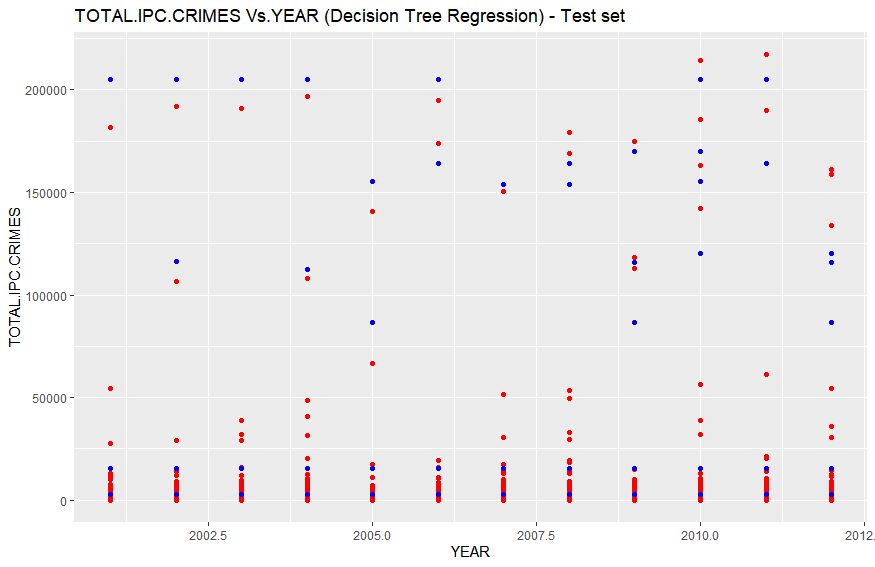 TOTAL.IPC.CRIMES Vs.YEAR (Decision Tree Regression) - Test set
200000
150000
100000
50000
0
TOTAL.IPC.CRIMES
2002.5 2005.0 2007.5 2010.0 2012.
YEAR